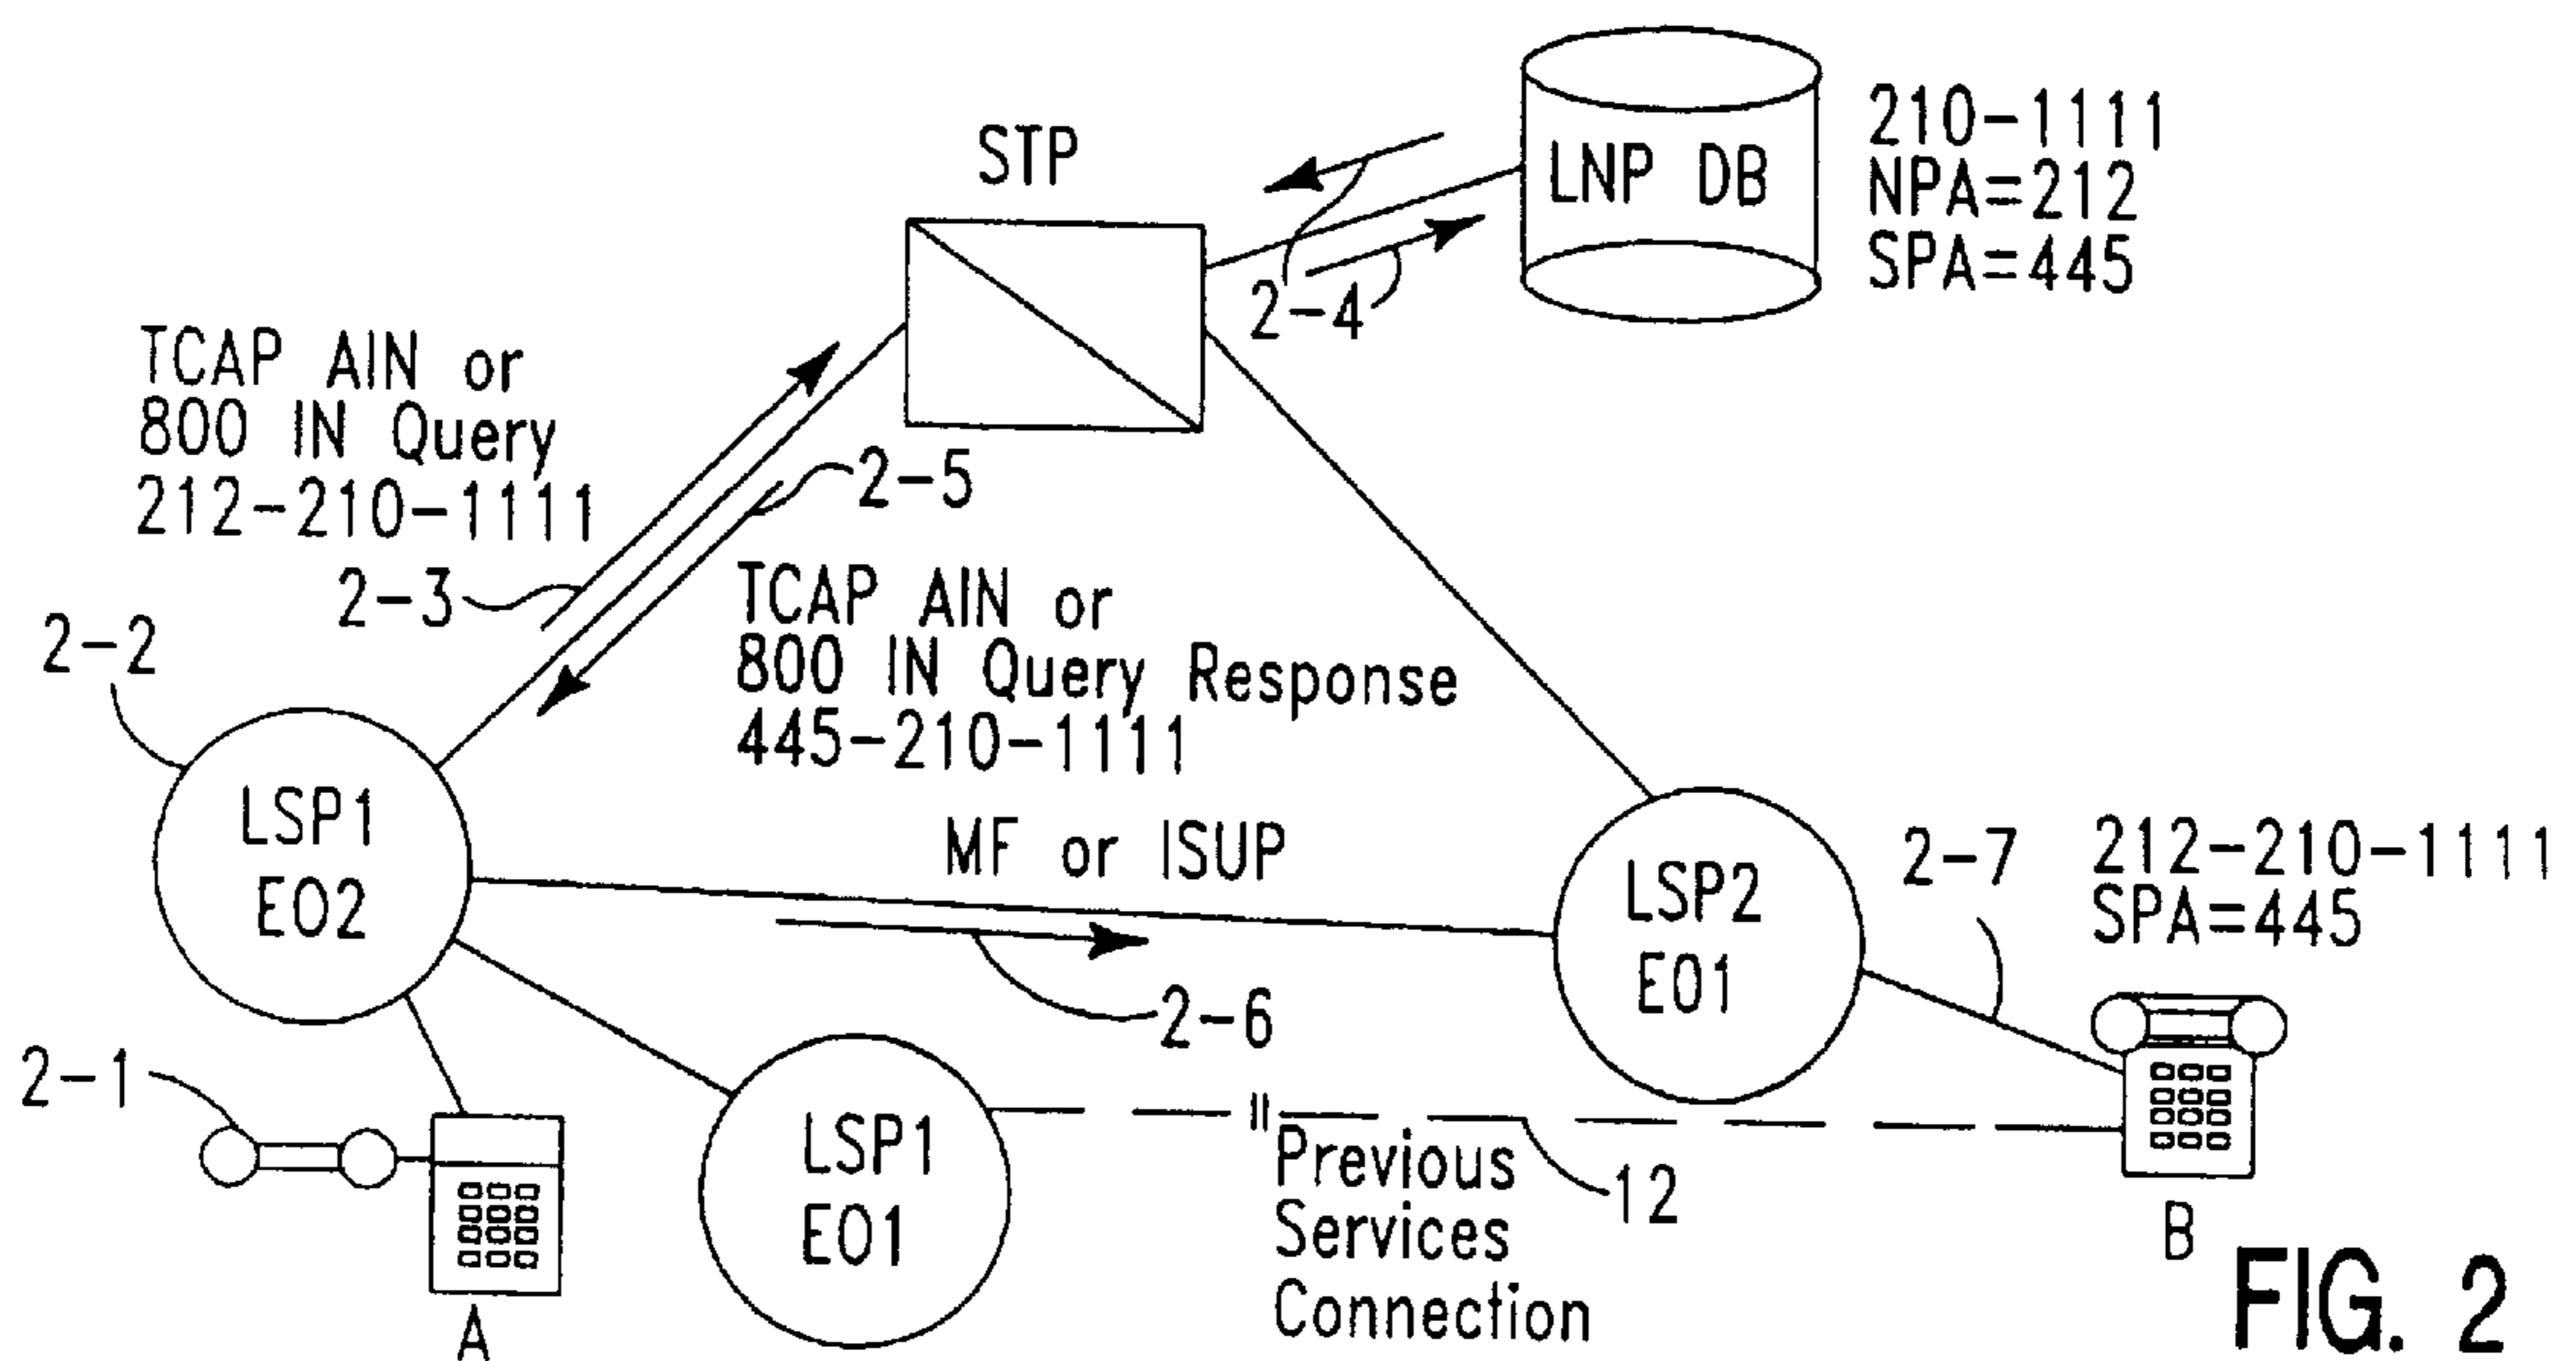 STP
LNP DB
210-1111
NPA=212
SPA=445
2-4
TCAP AIN or
800 IN Query
212-210-1111
2-3
2-5
TCAP AIN or
800 IN Query Response
445-210-1111
2-2
LSP1
EO2
MF or ISUP
2-6
LSP2
EO1
2-7
212-210-1111
SPA=445
2-1
A
LSP1
EO1
Previous
Services
Connection
12
B
FIG. 2